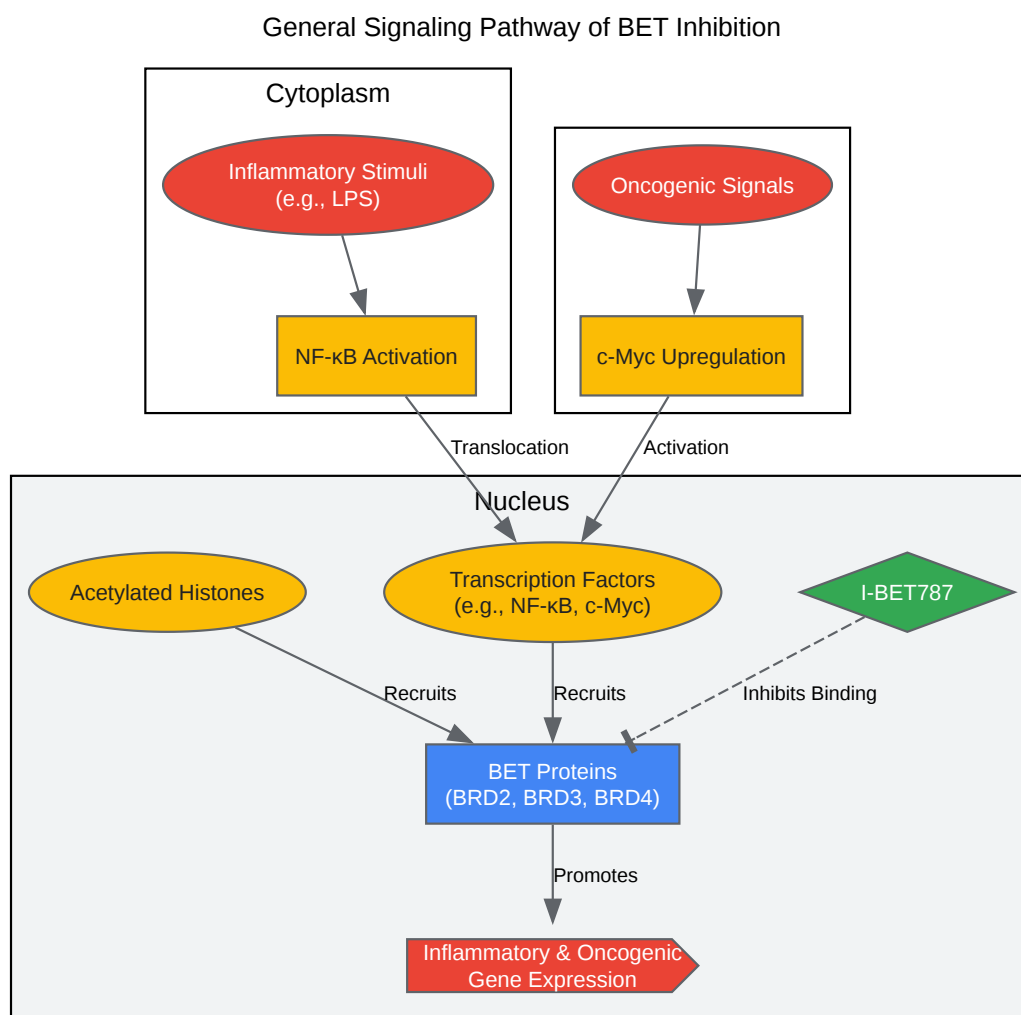 General Signaling Pathway of BET Inhibition
Cytoplasm
Inflammatory Stimuli
(e.g., LPS)
Oncogenic Signals
NF-κB Activation
c-Myc Upregulation
Translocation
Activation
Nucleus
Acetylated Histones
Transcription Factors
(e.g., NF-κB, c-Myc)
I-BET787
Recruits
Recruits
Inhibits Binding
BET Proteins
(BRD2, BRD3, BRD4)
Promotes
Inflammatory & Oncogenic
Gene Expression